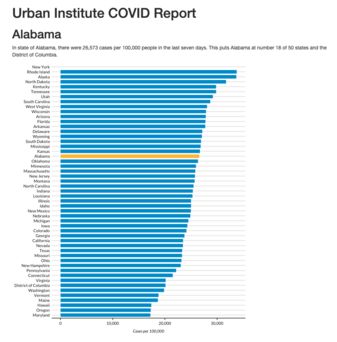 Urban Institute COVID Report
Alabama
In state of Alabama, there were 26,573 cases per 100,000 people in the last seven days. This puts Alabama at number 18 of 50 states and the
District of Columbia.
New York
Rhode Island
Alaska
North Dakota
Kentucky
Tennessee
Utah
South Carolina
West Virginia
Wisconsin
Arizona
Florida
Arkansas
Delaware
Wyoming
South Dakota
Mississippi
Kansas
Alabama
Oklahoma
Minnesota
Massachusetts
New Jersey
Montana
North Carolina
Indiana
Louisiana
Illinois
Idaho
New Mexico
Nebraska
Michigan
Iowa
Colorado
Georgia
California
Nevada
Texas
Missouri
Ohio
New Hampshire
Pennsylvania
Connecticut
Virginia
District of Columbia
Washington
Vermont
Maine
Hawaii
Oregon
Maryland
0 10,000 20,000 30,000
Cases per 100,000